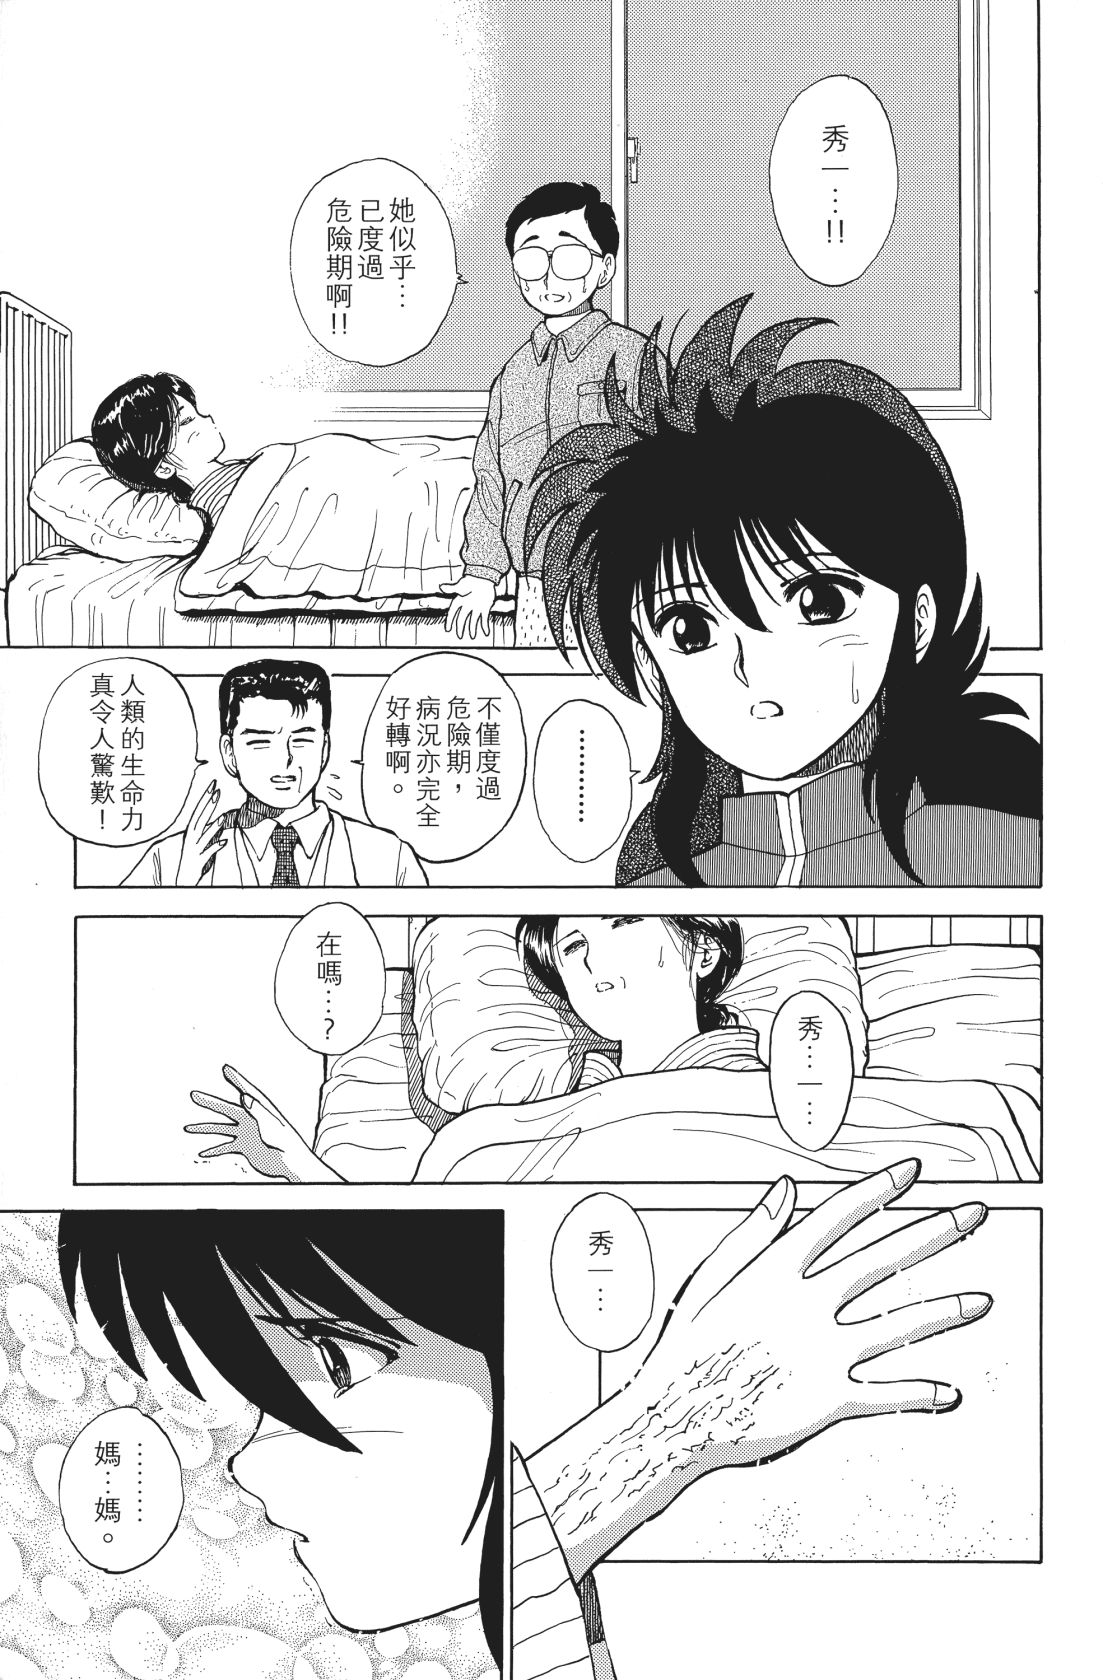 秀一…!!
她似乎…
已度過
危險期啊!!
…………
不僅度過
危險期，
病況亦完全
好轉啊。
人類的生命力
真令人驚歎！
秀…一…
在嗎…?
秀一…
………
媽…媽。